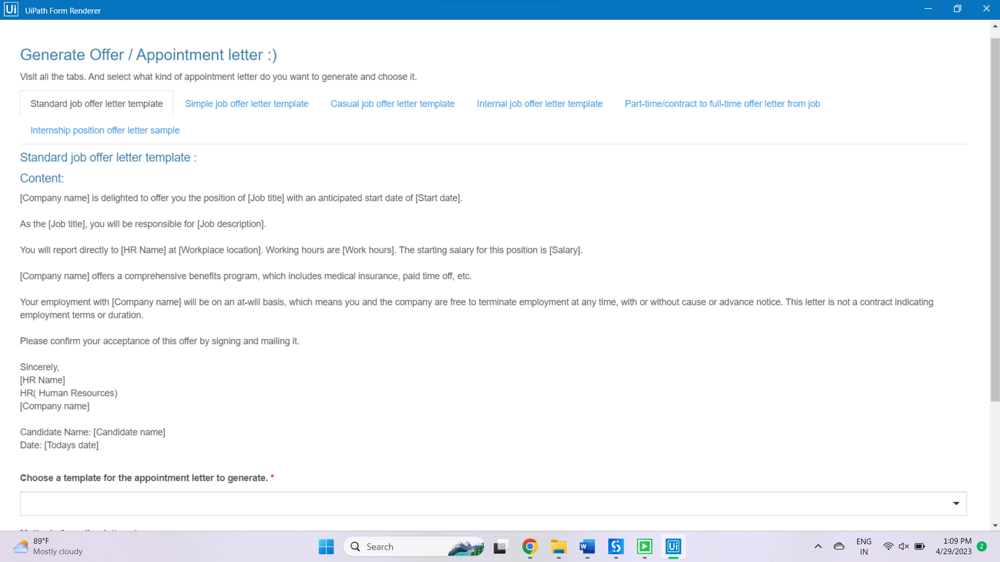 Ui UiPath Form Renderer
Generate Offer / Appointment letter :)
Visit all the tabs. And select what kind of appointment letter do you want to generate and choose it.
Standard job offer letter template
Simple job offer letter template
Casual job offer letter template
Internal job offer letter template
Part-time/contract to full-time offer letter from job
Internship position offer letter sample
Standard job offer letter template :
Content:
[Company name] is delighted to offer you the position of [Job title] with an anticipated start date of [Start date].
As the [Job title], you will be responsible for [Job description].
You will report directly to [HR Name] at [Workplace location]. Working hours are [Work hours]. The starting salary for this position is [Salary].
[Company name] offers a comprehensive benefits program, which includes medical insurance, paid time off, etc.
Your employment with [Company name] will be on an at-will basis, which means you and the company are free to terminate employment at any time, with or without cause or advance notice. This letter is not a contract indicating
employment terms or duration.
Please confirm your acceptance of this offer by signing and mailing it.
Sincerely,
[HR Name]
HR( Human Resources)
[Company name]
Candidate Name: [Candidate name]
Date: [Todays date]
Choose a template for the appointment letter to generate. *
89°F
Mostly cloudy
Search
W
Ui
ENG
IN
1:09 PM
4/29/2023
2